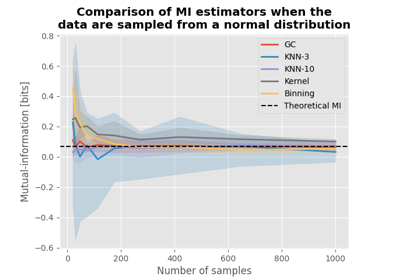 Comparison of MI estimators when the
data are sampled from a normal distribution
Mutual-information [bits]
0.8
0.6
0.4
0.2
0.0
−0.2
−0.4
−0.6
GC
KNN-3
KNN-10
Kernel
Binning
Theoretical MI
0
200
400
600
800
1000
Number of samples